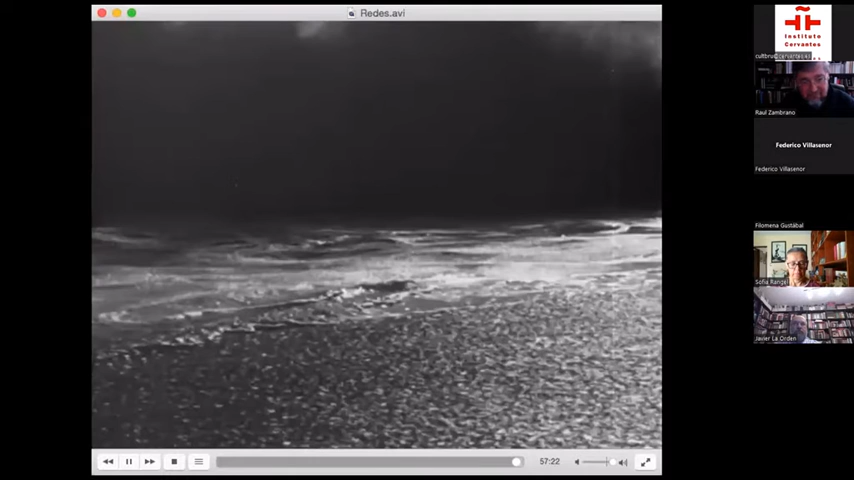 Redes.avi
57:22
Instituto
Cervantes
Raul Zambrano
Federico Villasenor
Federico Villasenor
Filomena Gustábal
Sofia Rangel
Javier La Orden